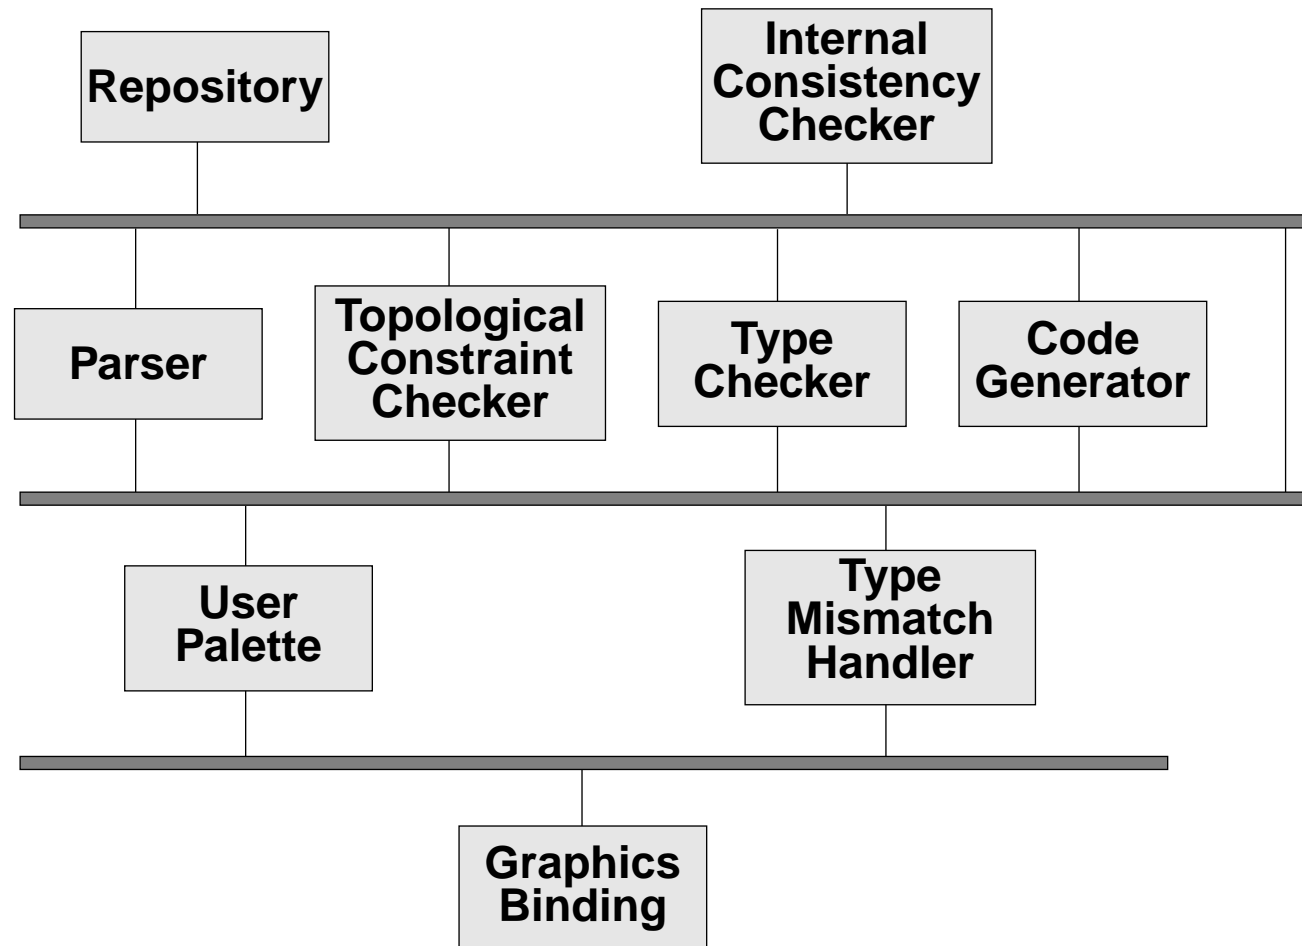 Repository
Internal
Consistency
Checker
Parser
Topological
Constraint
Checker
Type
Checker
Code
Generator
User
Palette
Type
Mismatch
Handler
Graphics
Binding